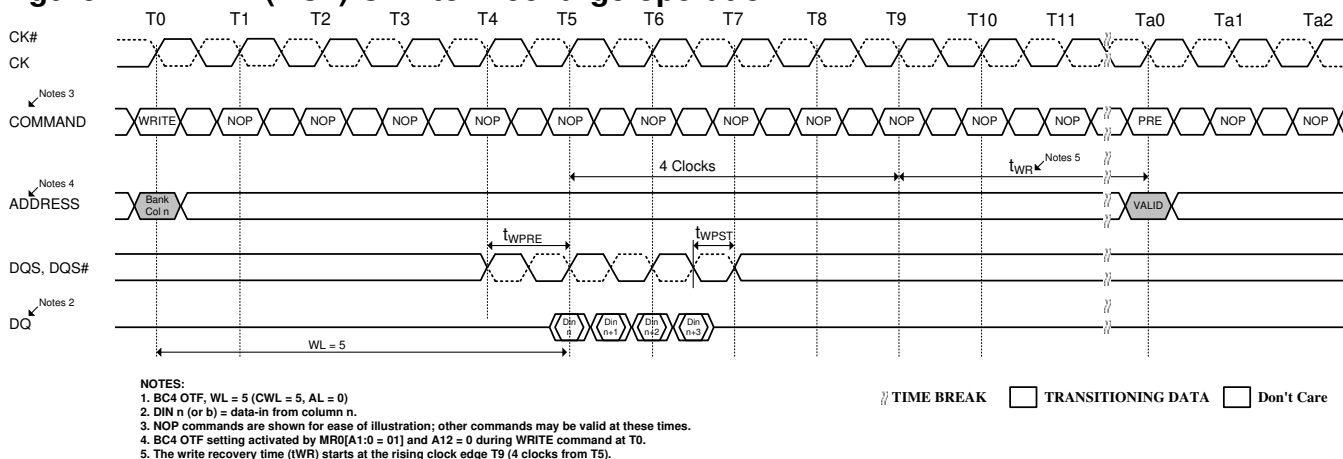 T0 T1 T2 T3 T4 T5 T6 T7 T8 T9 T10 T11 Ta0 Ta1 Ta2
CK#
CK
Notes 3
COMMAND WRITE NOP NOP NOP NOP NOP NOP NOP NOP NOP NOP NOP PRE NOP NOP
4 Clocks tWR Notes 5
Notes 4
ADDRESS Bank Col n VALID
tWPRE tWPST
DQS, DQS#
Notes 2
DQ Din n Din n+1 Din n+2 Din n+3
WL = 5
NOTES:
1. BC4 OTF, WL = 5 (CWL = 5, AL = 0)
2. DIN n (or b) = data-in from column n.
3. NOP commands are shown for ease of illustration; other commands may be valid at these times.
4. BC4 OTF setting activated by MR0[A1:0 = 01] and A12 = 0 during WRITE command at T0.
5. The write recovery time (tWR) starts at the rising clock edge T9 (4 clocks from T5).
TIME BREAK TRANSITIONING DATA Don't Care